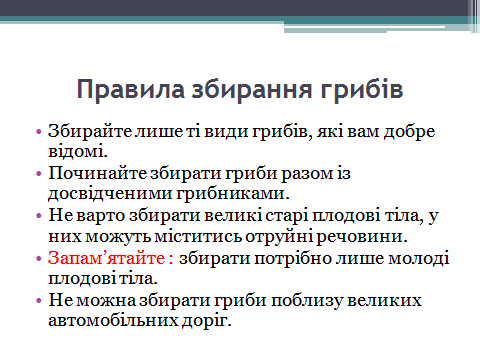 Правила збирання грибів
• Збирайте лише ті види грибів, які вам добре
відомі.
• Починайте збирати гриби разом із
досвідченими грибниками.
• Не варто збирати великі старі плодові тіла, у
них можуть міститись отруйні речовини.
• Запам’ятайте : збирати потрібно лише молоді
плодові тіла.
• Не можна збирати гриби поблизу великих
автомобільних доріг.